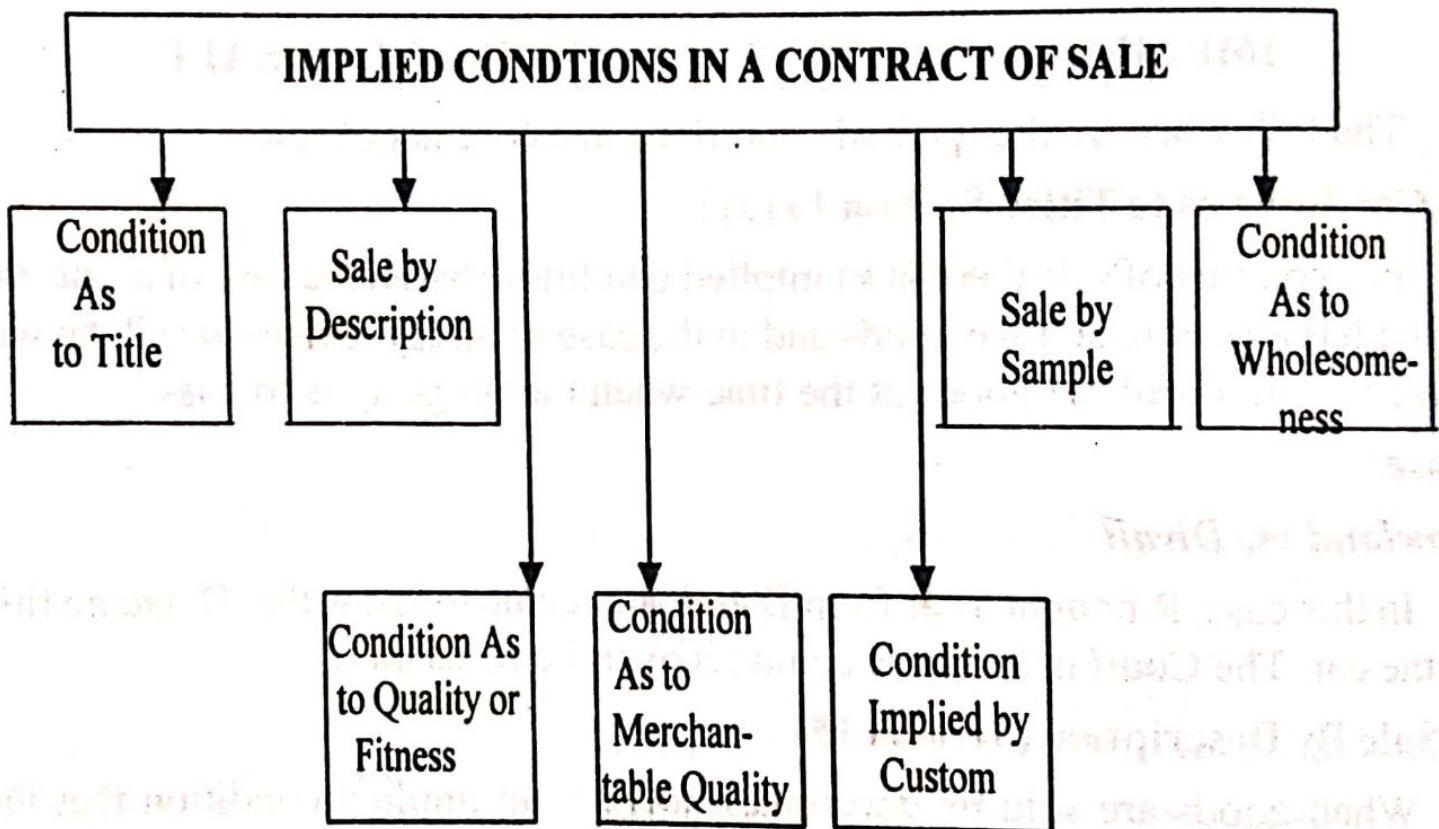 IMPLIED CONDTIONS IN A CONTRACT OF SALE
Condition
As
to Title
Sale by
Description
Sale by
Sample
Condition
As to
Wholesome-
ness
Condition As
to Quality or
Fitness
Condition
As to
Merchan-
table Quality
Condition
Implied by
Custom